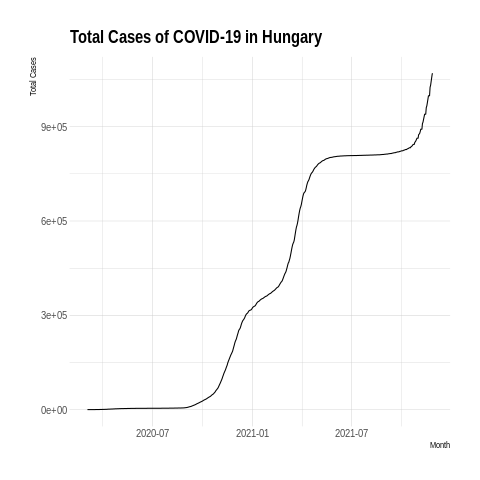 Total Cases of COVID-19 in Hungary
Total Cases
9e+05
6e+05
3e+05
0e+00
2020-07 2021-01 2021-07
Month